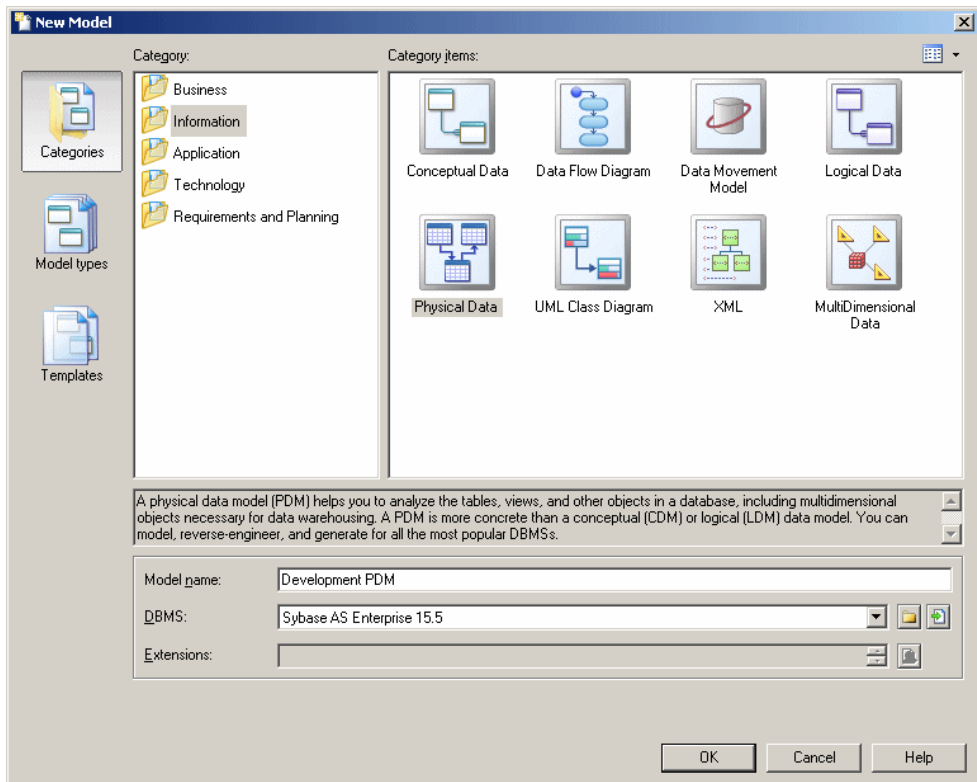 New Model
Category:
Category items:
Categories
Model types
Templates
Business
Information
Application
Technology
Requirements and Planning
Conceptual Data
Data Flow Diagram
Data Movement
Model
Logical Data
Physical Data
UML Class Diagram
XML
MultiDimensional
Data
A physical data model (PDM) helps you to analyze the tables, views, and other objects in a database, including multidimensional
objects necessary for data warehousing. A PDM is more concrete than a conceptual (CDM) or logical (LDM) data model. You can
model, reverse-engineer, and generate for all the most popular DBMSs.
Model name:
Development PDM
DBMS:
Sybase AS Enterprise 15.5
Extensions:
OK
Cancel
Help